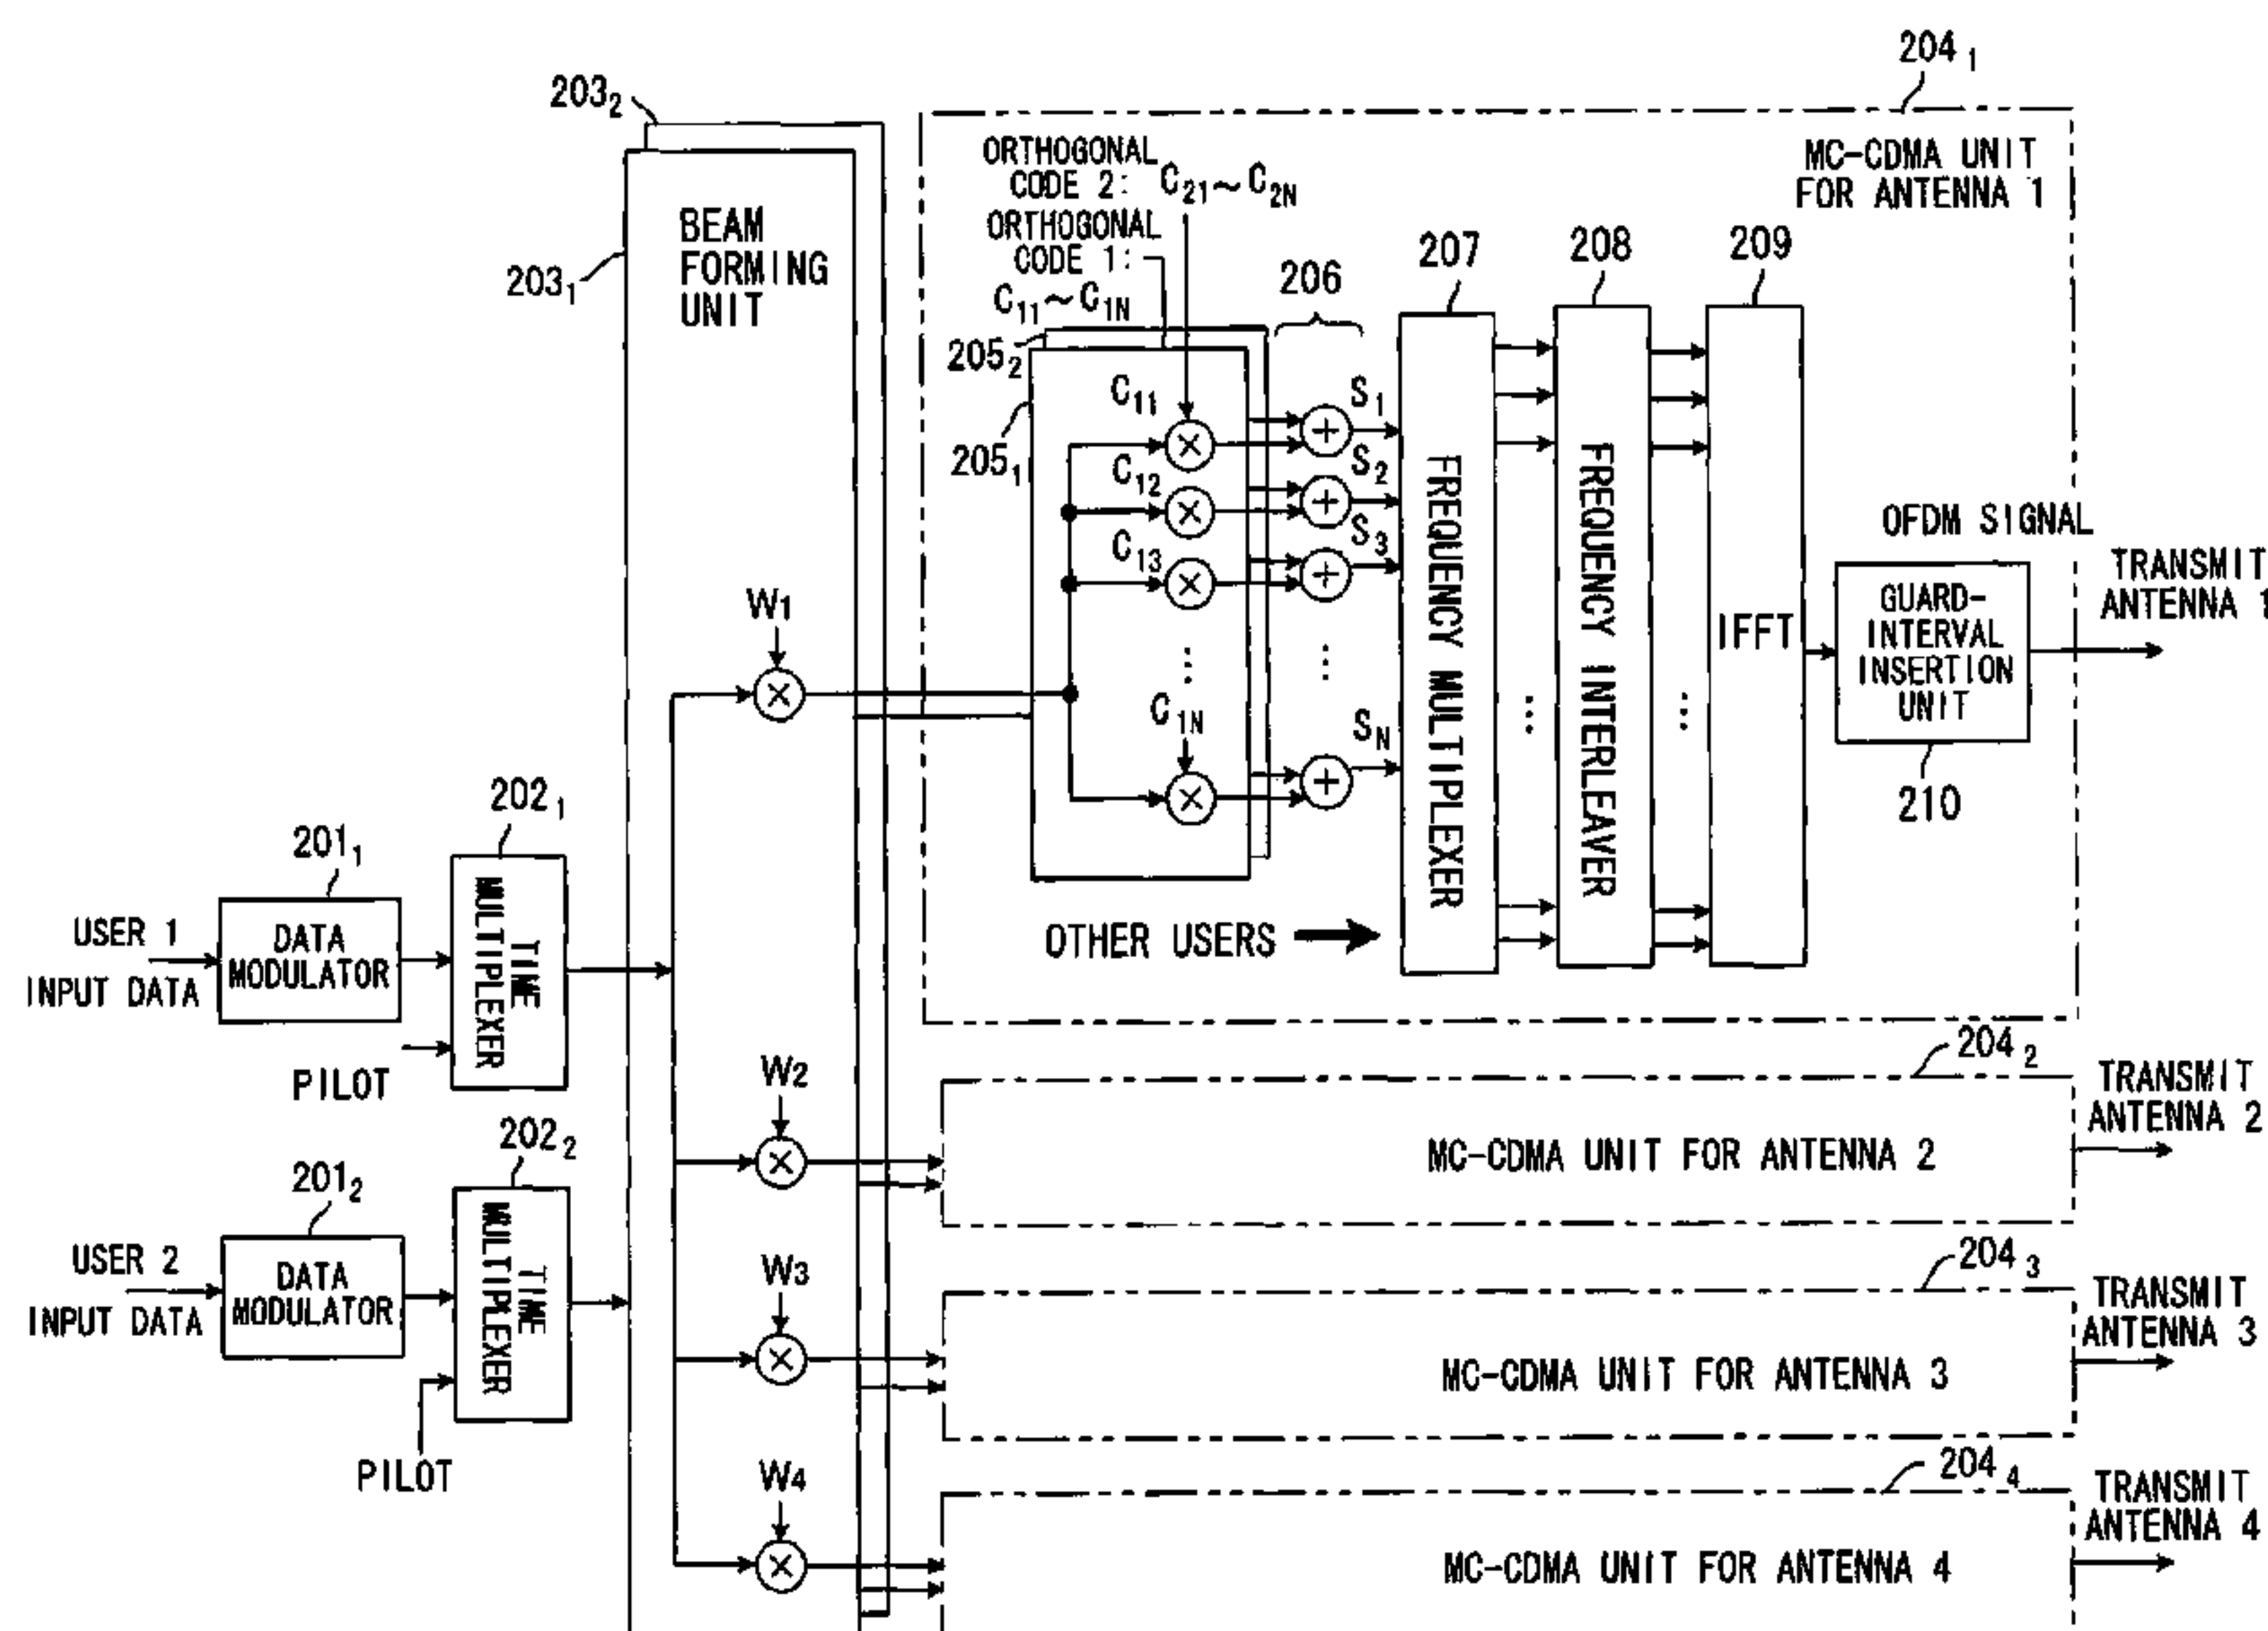 204₁
203₂
ORTHOGONAL
CODE 2: C₂₁~C₂N
ORTHOGONAL
CODE 1:
C₁₁~C₁N
MC-CDMA UNIT
FOR ANTENNA 1
BEAM
FORMING
UNIT
203₁
206
207
208
209
205₂
205₁
C₁₁
C₁₂
C₁₃
C₁N
S₁
S₂
S₃
SN
FREQUENCY MULTIPLEXER
FREQUENCY INTERLEAVER
IFFT
OFDM SIGNAL
GUARD-
INTERVAL
INSERTION
UNIT
210
TRANSMIT
ANTENNA 1
OTHER USERS
W1
201₁
202₁
USER 1
INPUT DATA
DATA
MODULATOR
TIME
MULTIPLEXER
PILOT
201₂
202₂
USER 2
INPUT DATA
DATA
MODULATOR
TIME
MULTIPLEXER
PILOT
W2
204₂
MC-CDMA UNIT FOR ANTENNA 2
TRANSMIT
ANTENNA 2
W3
204₃
MC-CDMA UNIT FOR ANTENNA 3
TRANSMIT
ANTENNA 3
W4
204₄
MC-CDMA UNIT FOR ANTENNA 4
TRANSMIT
ANTENNA 4